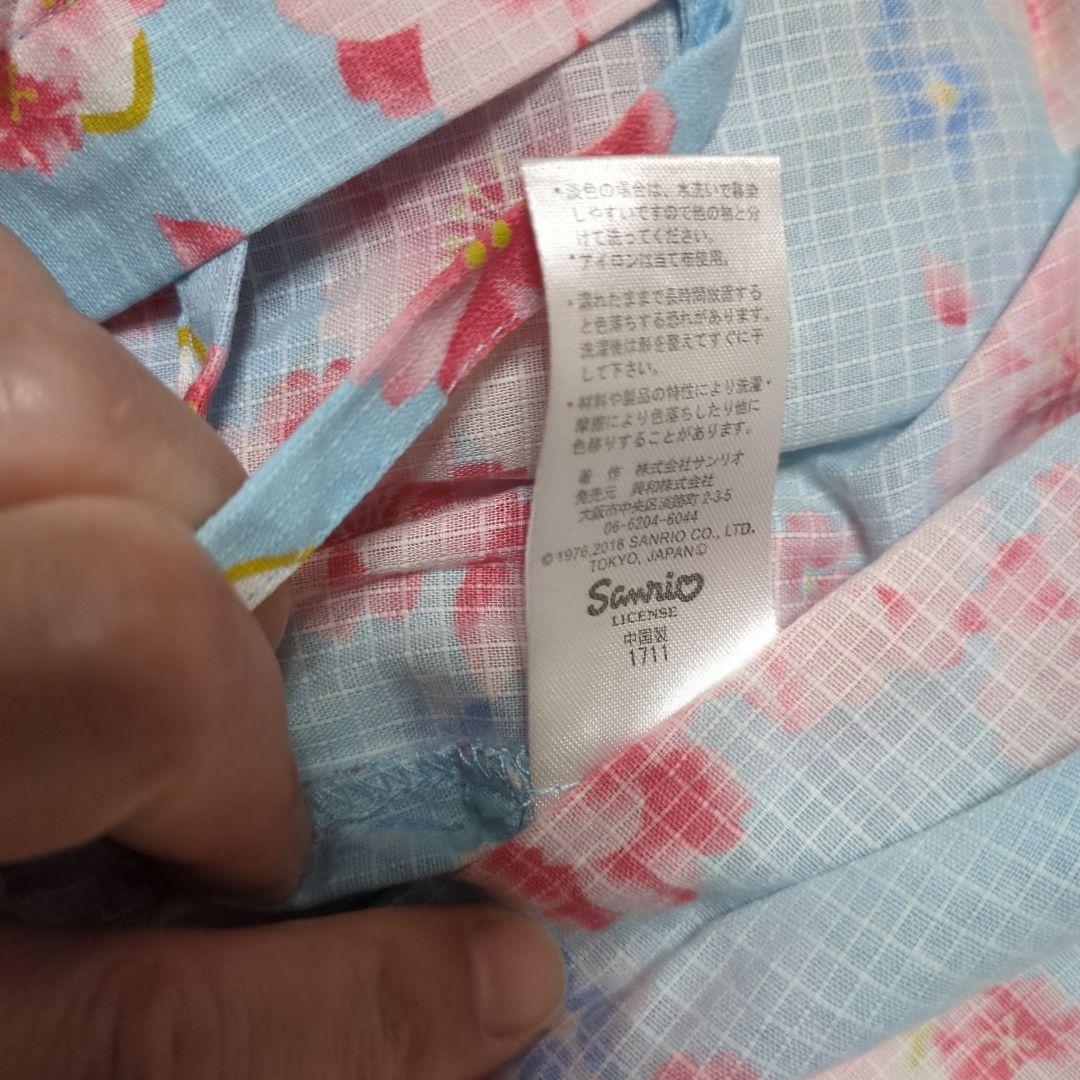 ・淡色の場合は、水洗いで移染
しやすいですので他の物と分
けて洗ってください。
*アイロンは当て布使用。
・濡れたままで長時間放置する
と色落ちする恐れがあります。
洗濯後は形を整えてすぐに干
して下さい。
・材料や製品の特性により洗濯・
摩擦により色落ちしたり他に
色移りすることがあります。
著 作 株式会社サンリオ
発売元 興和株式会社
大阪市中央区淡路町 2-3-5
06-6204-6044
©1976,2018 SANRIO CO., LTD.
TOKYO, JAPAN Ⓛ
Sanrio
LICENSE
中国製
1711